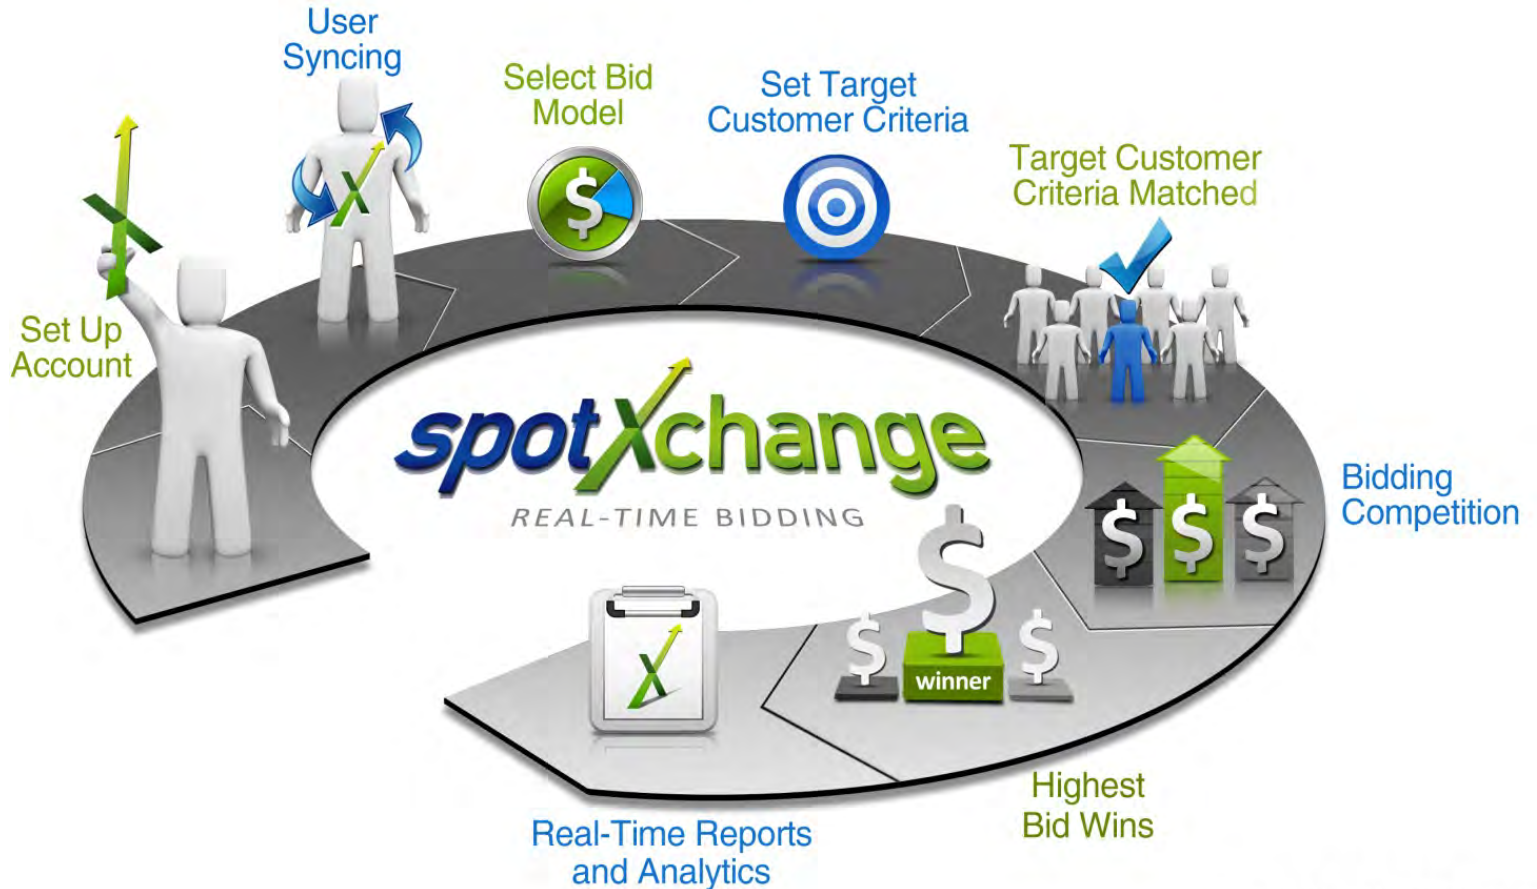 User
Syncing
Select Bid
Model
Set Target
Customer Criteria
Target Customer
Criteria Matched
Set Up
Account
spotXchange
REAL-TIME BIDDING
Bidding
Competition
winner
Highest
Bid Wins
Real-Time Reports
and Analytics
$
$
$
$
$
$
$
X
X
X